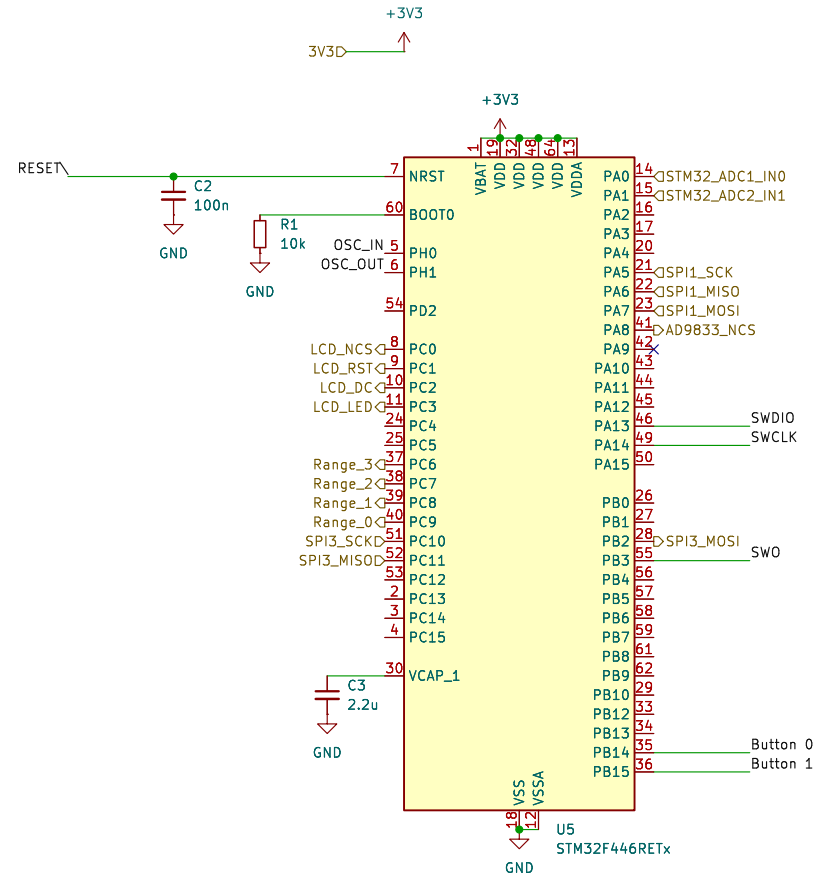 +3V3
3V3
+3V3
1 19 32 48 64 13
VBAT VDD VDD VDD VDD VDDA
RESET
7 NRST
C2
100n
GND
60 BOOT0
R1
10k
GND
OSC_IN 5 PH0
OSC_OUT 6 PH1
54 PD2
LCD_NCS 8 PC0
LCD_RST 9 PC1
LCD_DC 10 PC2
LCD_LED 11 PC3
24 PC4
25 PC5
Range_3 37 PC6
Range_2 38 PC7
Range_1 39 PC8
Range_0 40 PC9
SPI3_SCK 51 PC10
SPI3_MISO 52 PC11
53 PC12
2 PC13
3 PC14
4 PC15
30 VCAP_1
C3
2.2u
GND
PA0 14 STM32_ADC1_IN0
PA1 15 STM32_ADC2_IN1
PA2 16
PA3 17
PA4 20
PA5 21 SPI1_SCK
PA6 22 SPI1_MISO
PA7 23 SPI1_MOSI
PA8 41 AD9833_NCS
PA9 42
PA10 43
PA11 44
PA12 45
PA13 46 SWDIO
PA14 49 SWCLK
PA15 50
PB0 26
PB1 27
PB2 28 SPI3_MOSI
PB3 55 SWO
PB4 56
PB5 57
PB6 58
PB7 59
PB8 61
PB9 62
PB10 29
PB12 33
PB13 34
PB14 35 Button 0
PB15 36 Button 1
VSS VSSA
18 12
GND
U5
STM32F446RETx